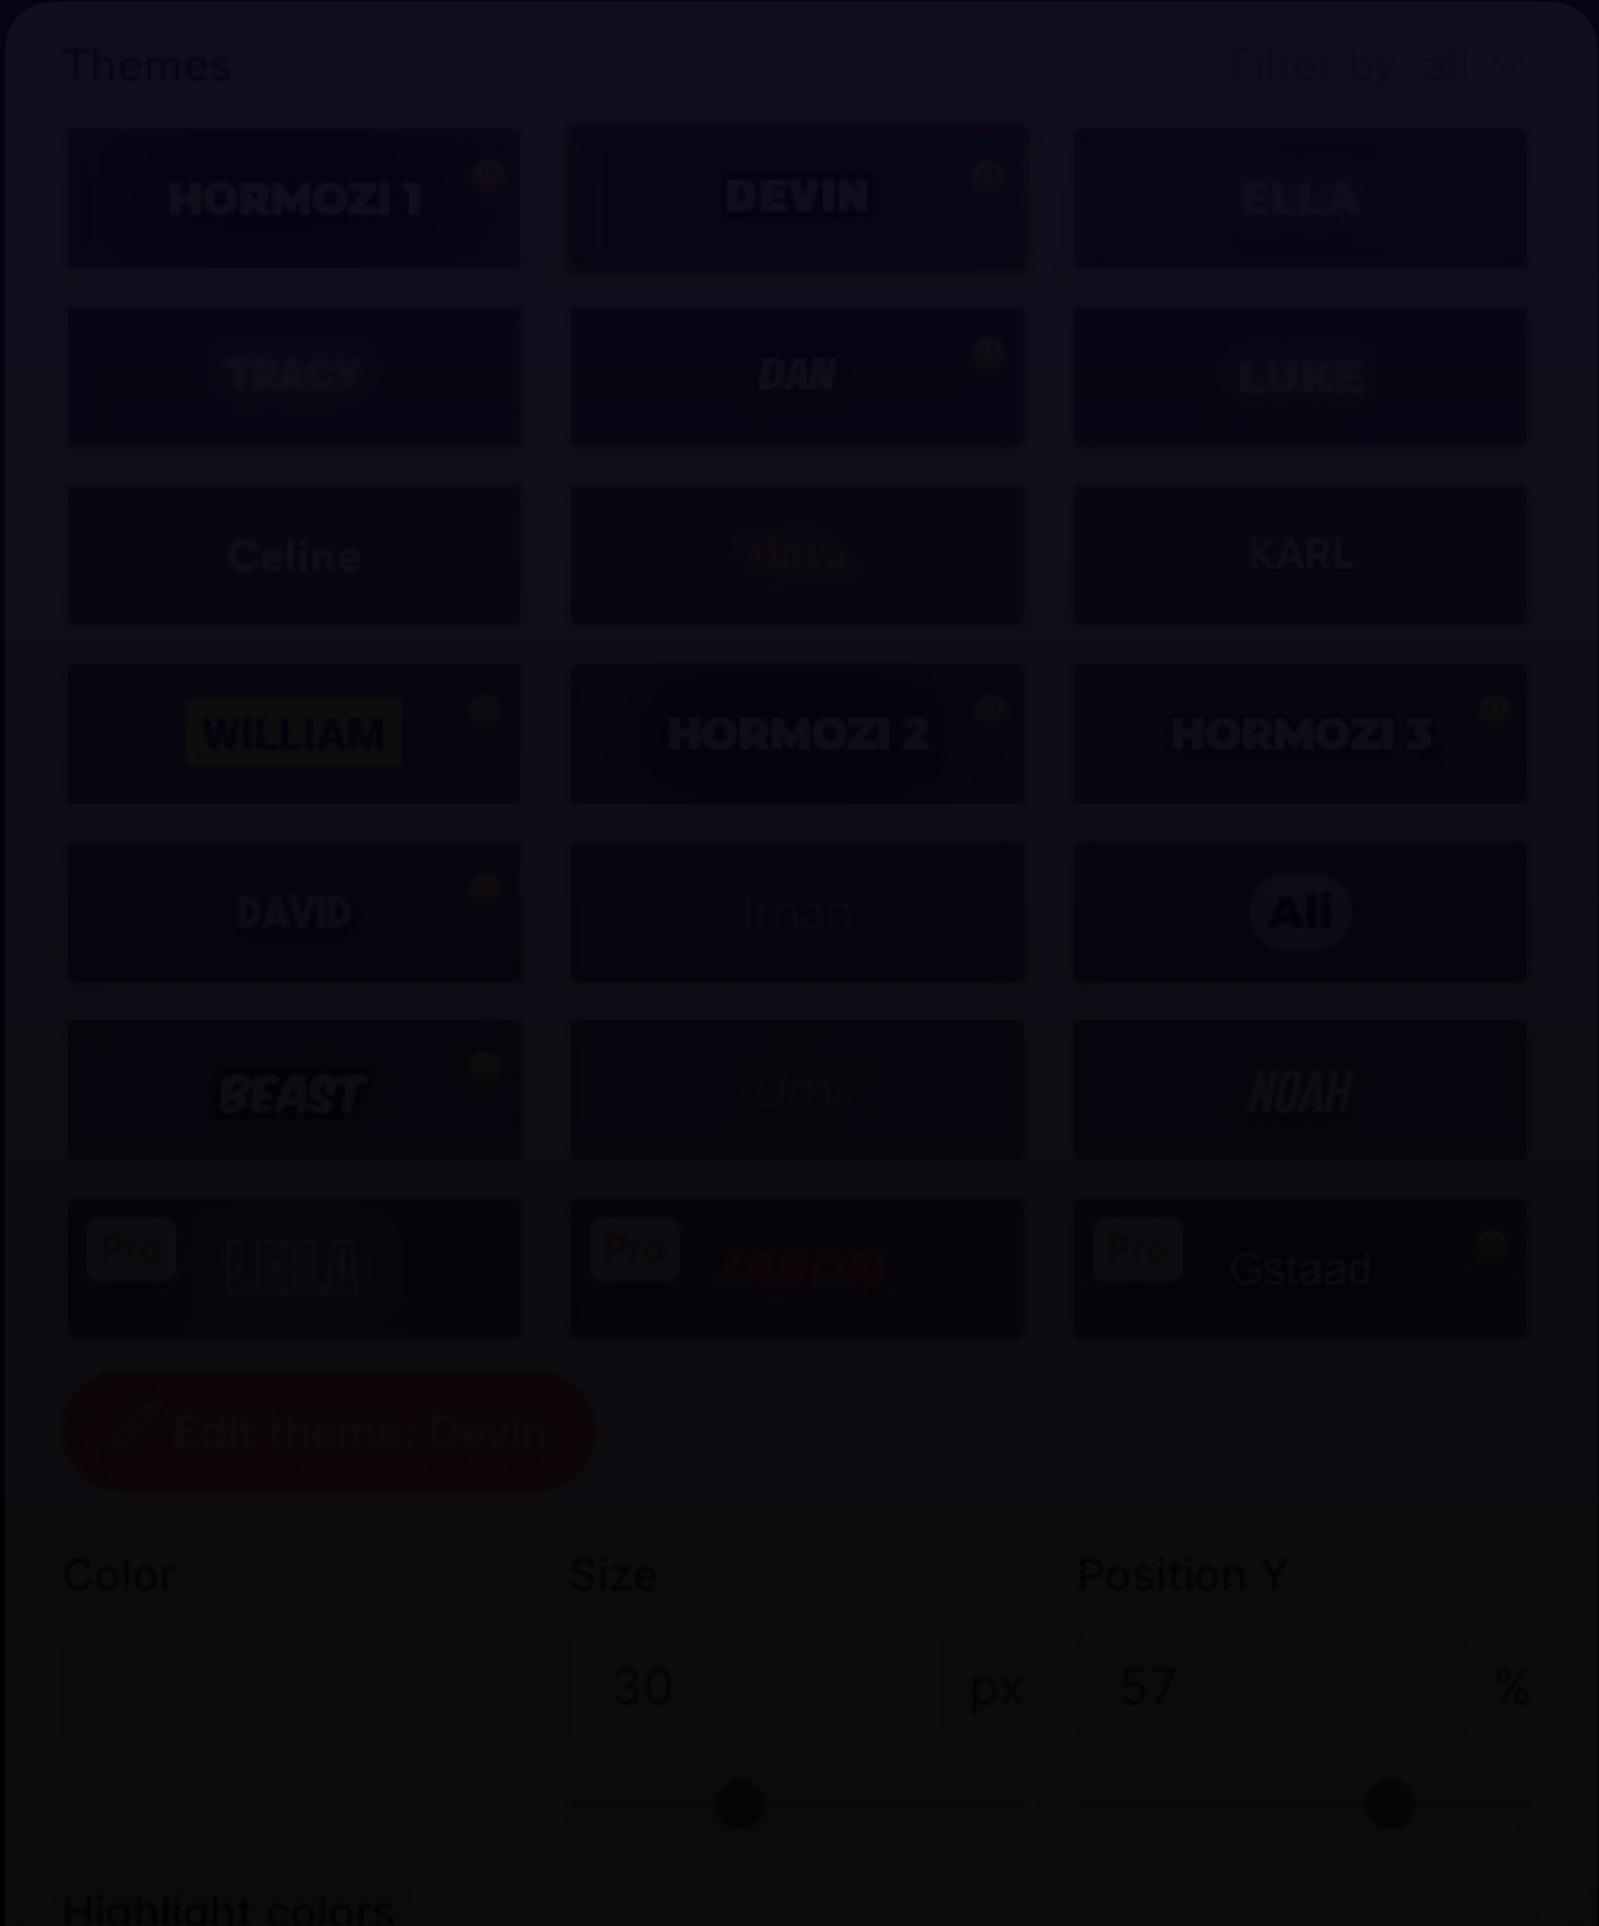 Themes Filter by: all
HORMOZI 1 DEVIN ELLA
TRACY DAN LUKE
Celine Maya KARL
WILLIAM HORMOZI 2 HORMOZI 3
DAVID Iman Ali
BEAST Umi NOAH
Pro LEILA Pro JASON Pro Gstaad
Edit theme: Devin
Color Size Position Y
30 px 57 %
Highlight colors